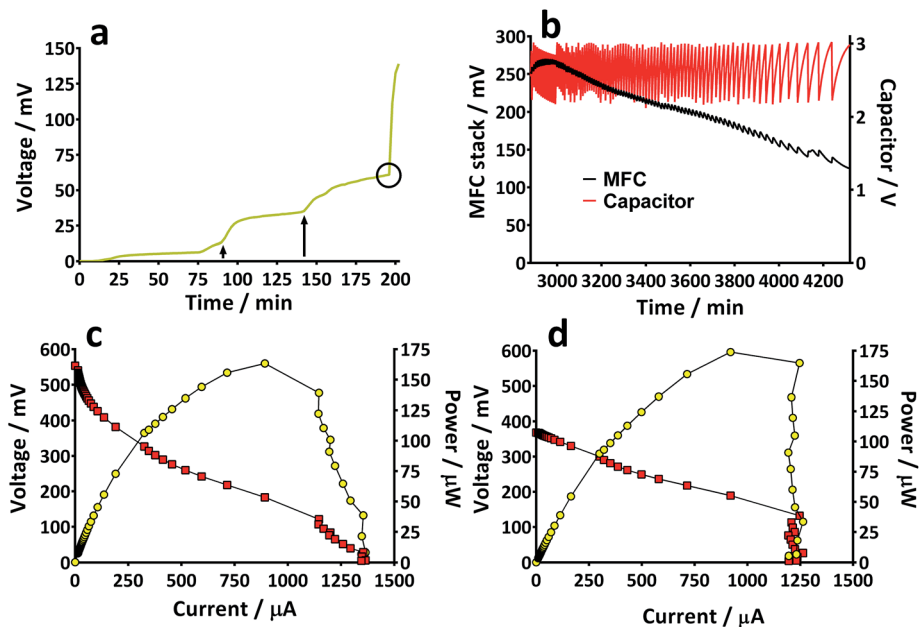 a
150
125
100
75
50
25
0
Voltage / mV
0 25 50 75 100 125 150 175 200
Time / min
b
300
250
200
150
100
50
0
MFC stack / mV
3
2
1
0
Capacitor / V
MFC
Capacitor
3000 3200 3400 3600 3800 4000 4200
Time / min
c
600
500
400
300
200
100
0
Voltage / mV
175
150
125
100
75
50
25
0
Power / μW
0 250 500 750 1000 1250 1500
Current / μA
d
600
500
400
300
200
100
0
Voltage / mV
175
150
125
100
75
50
25
0
Power / μW
0 250 500 750 1000 1250 1500
Current / μA